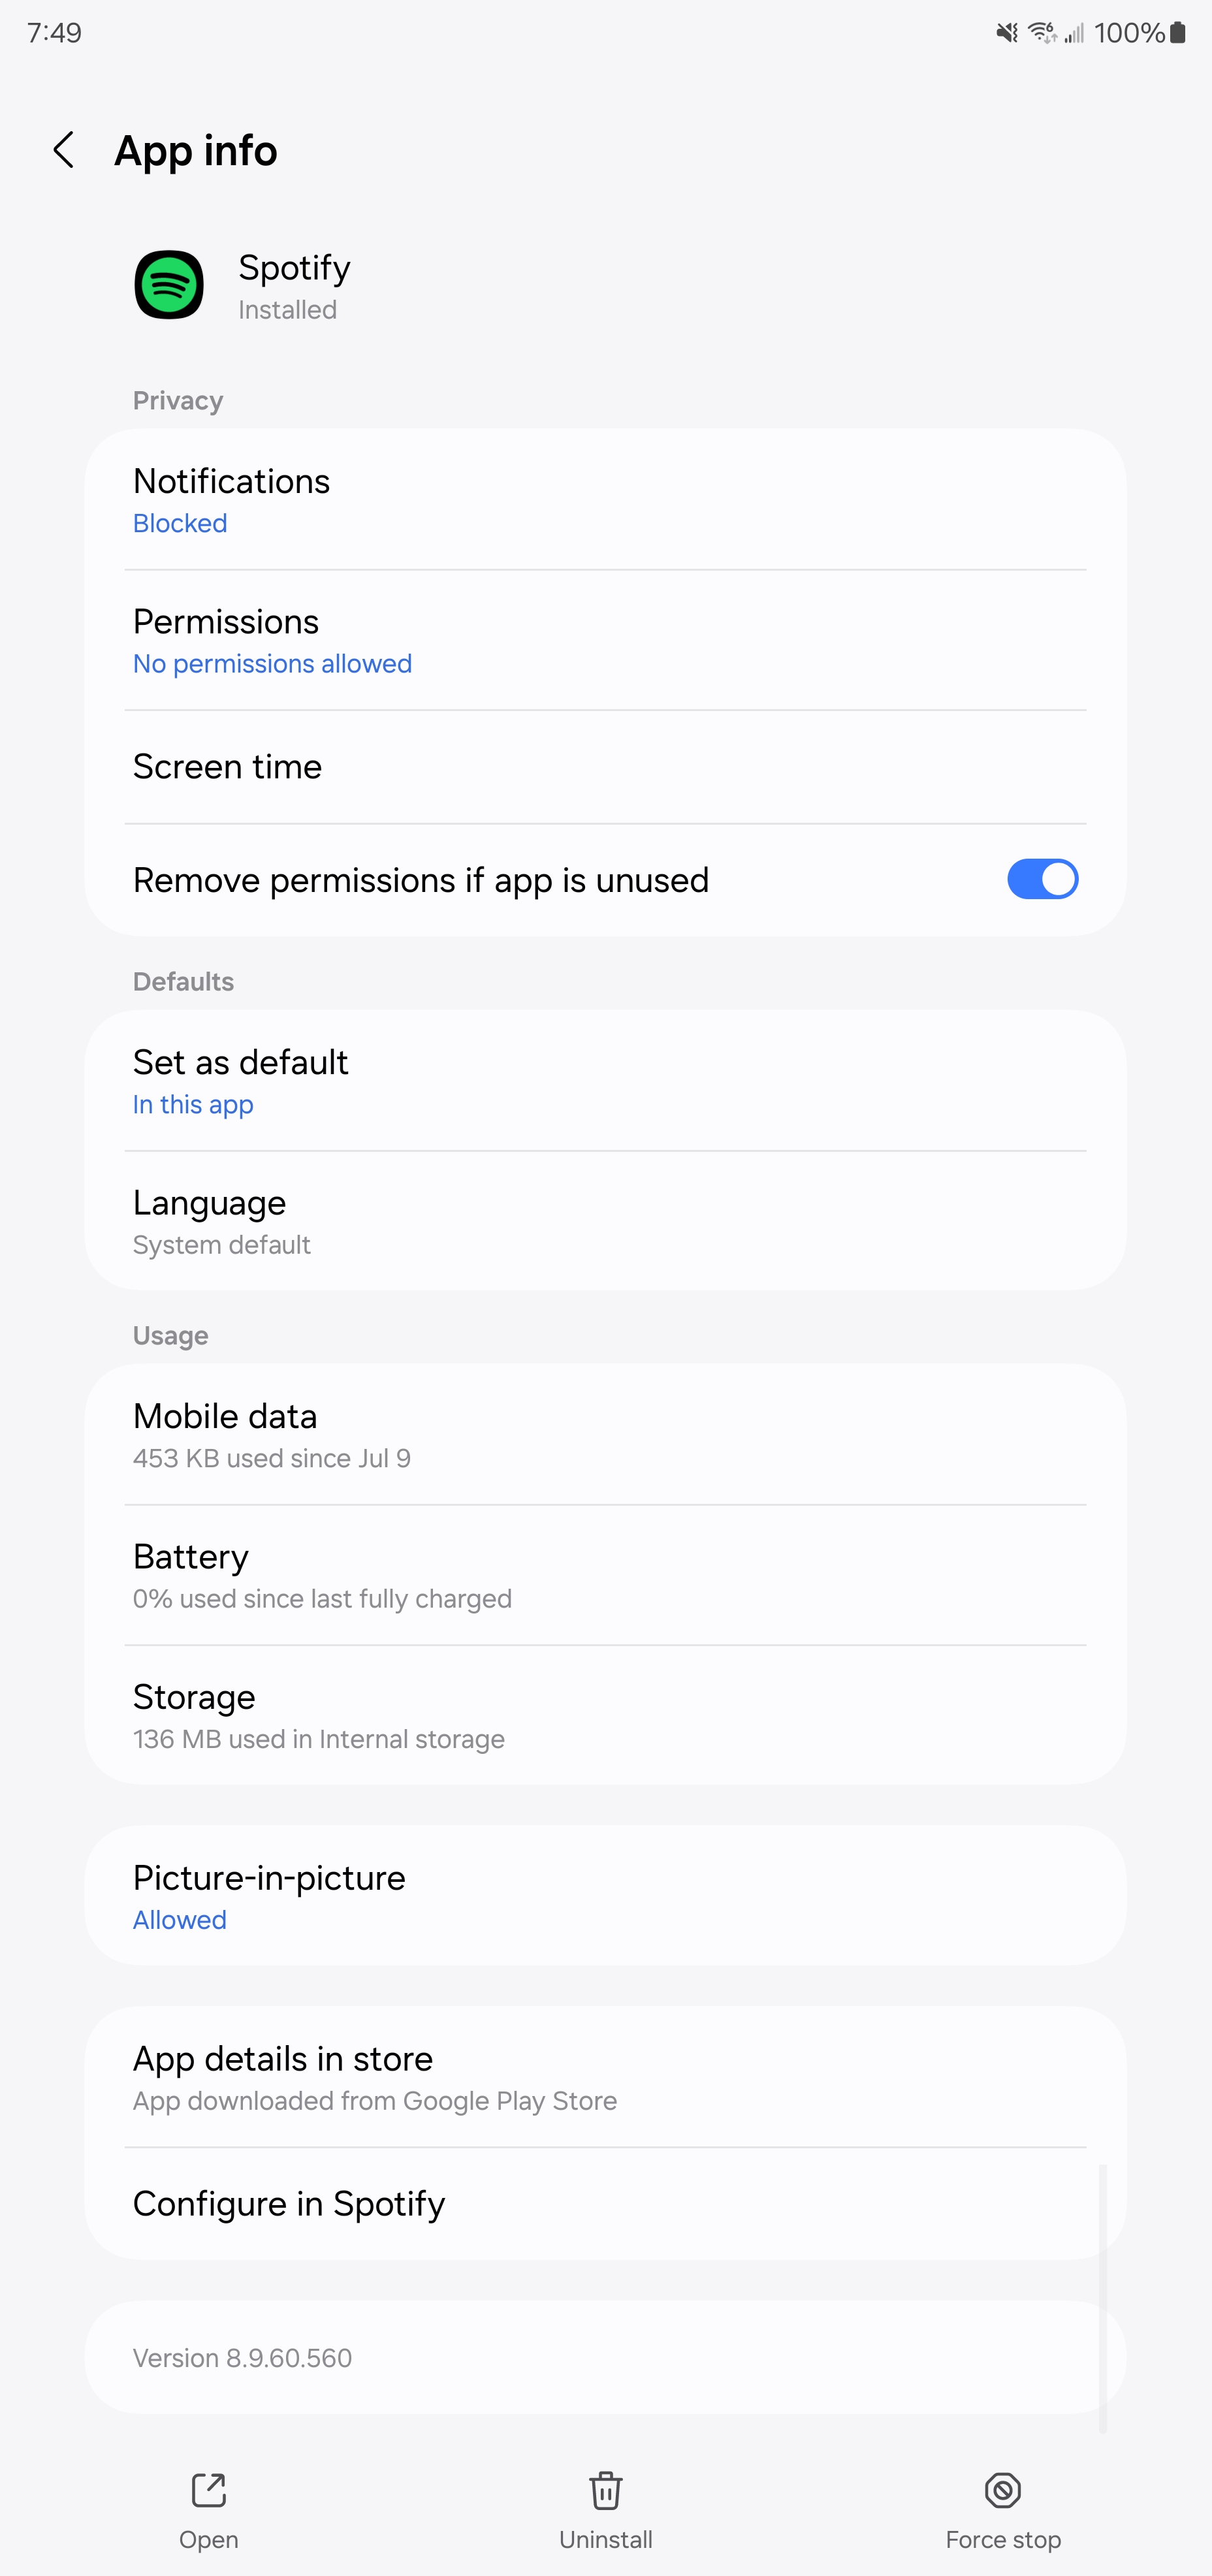 7:49
6 100%
App info
Spotify
Installed
Privacy
Notifications
Blocked
Permissions
No permissions allowed
Screen time
Remove permissions if app is unused
Defaults
Set as default
In this app
Language
System default
Usage
Mobile data
453 KB used since Jul 9
Battery
0% used since last fully charged
Storage
136 MB used in Internal storage
Picture-in-picture
Allowed
App details in store
App downloaded from Google Play Store
Configure in Spotify
Version 8.9.60.560
Open
Uninstall
Force stop